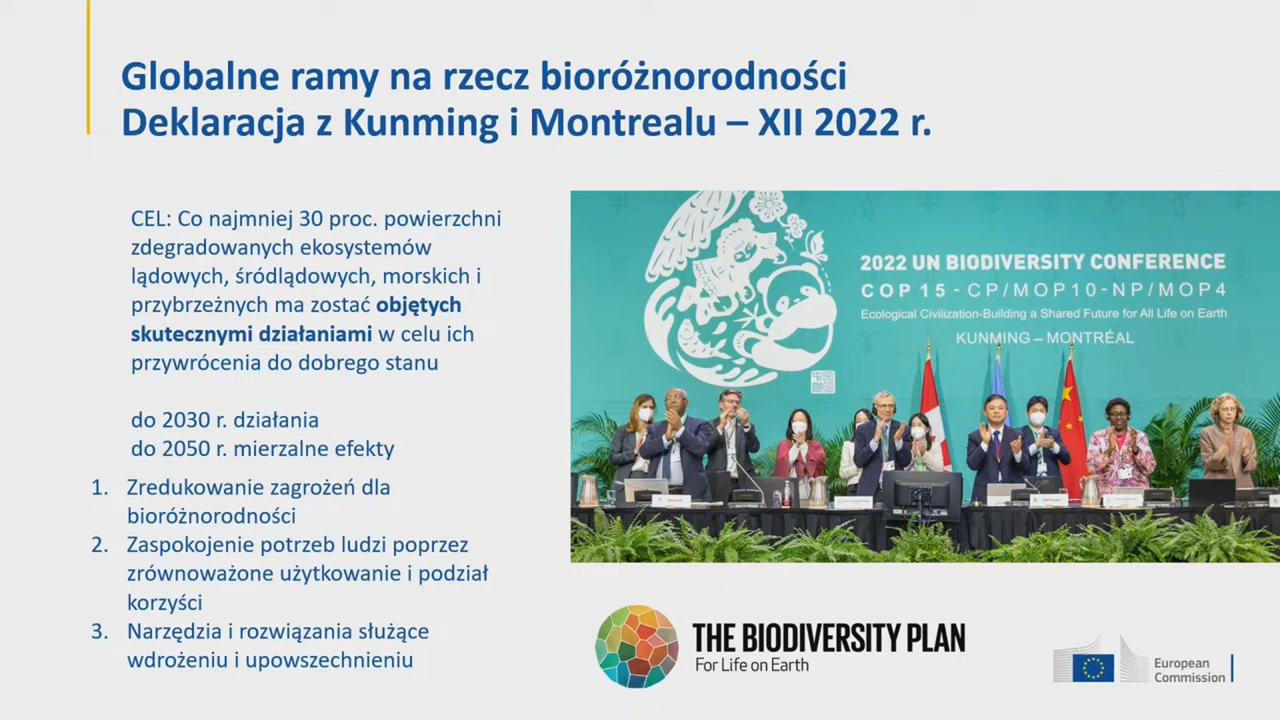 Globalne ramy na rzecz bioróżnorodności
Deklaracja z Kunming i Montrealu – XII 2022 r.
CEL: Co najmniej 30 proc. powierzchni
zdegradowanych ekosystemów
lądowych, śródlądowych, morskich i
przybrzeżnych ma zostać objętych
skutecznymi działaniami w celu ich
przywrócenia do dobrego stanu
do 2030 r. działania
do 2050 r. mierzalne efekty
1. Zredukowanie zagrożeń dla
bioróżnorodności
2. Zaspokojenie potrzeb ludzi poprzez
zrównoważone użytkowanie i podział
korzyści
3. Narzędzia i rozwiązania służące
wdrożeniu i upowszechnieniu
2022 UN BIODIVERSITY CONFERENCE
COP 15 - CP/MOP10-NP/MOP4
Ecological Civilization-Building a Shared Future for All Life on Earth
KUNMING – MONTRÉAL
THE BIODIVERSITY PLAN
For Life on Earth
European
Commission